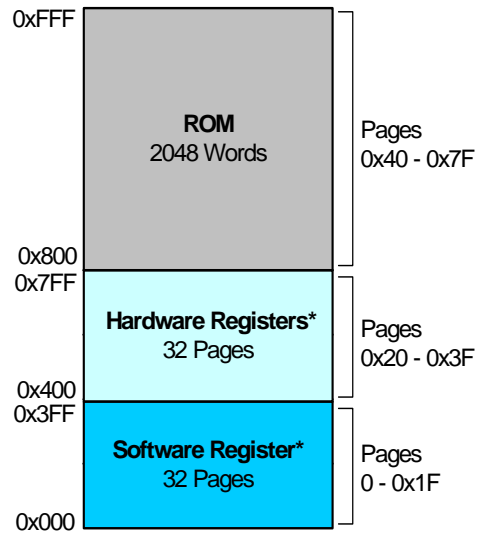 0xFFF
ROM
2048 Words
Pages
0x40 - 0x7F
0x800
0x7FF
Hardware Registers*
32 Pages
Pages
0x20 - 0x3F
0x400
0x3FF
Software Register*
32 Pages
Pages
0 - 0x1F
0x000